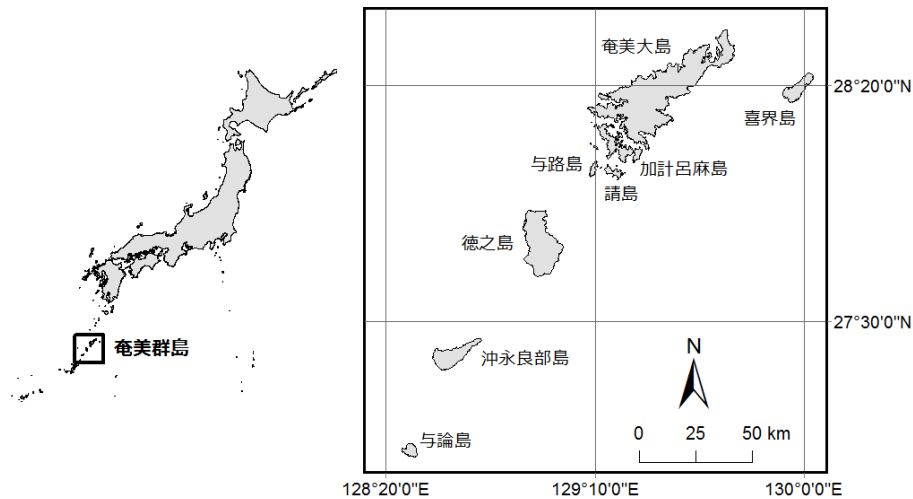 奄美群島
奄美大島
28°20'0"N
喜界島
与路島
加計呂麻島
請島
徳之島
27°30'0"N
沖永良部島
N
0 25 50 km
与論島
128°20'0"E 129°10'0"E 130°0'0"E